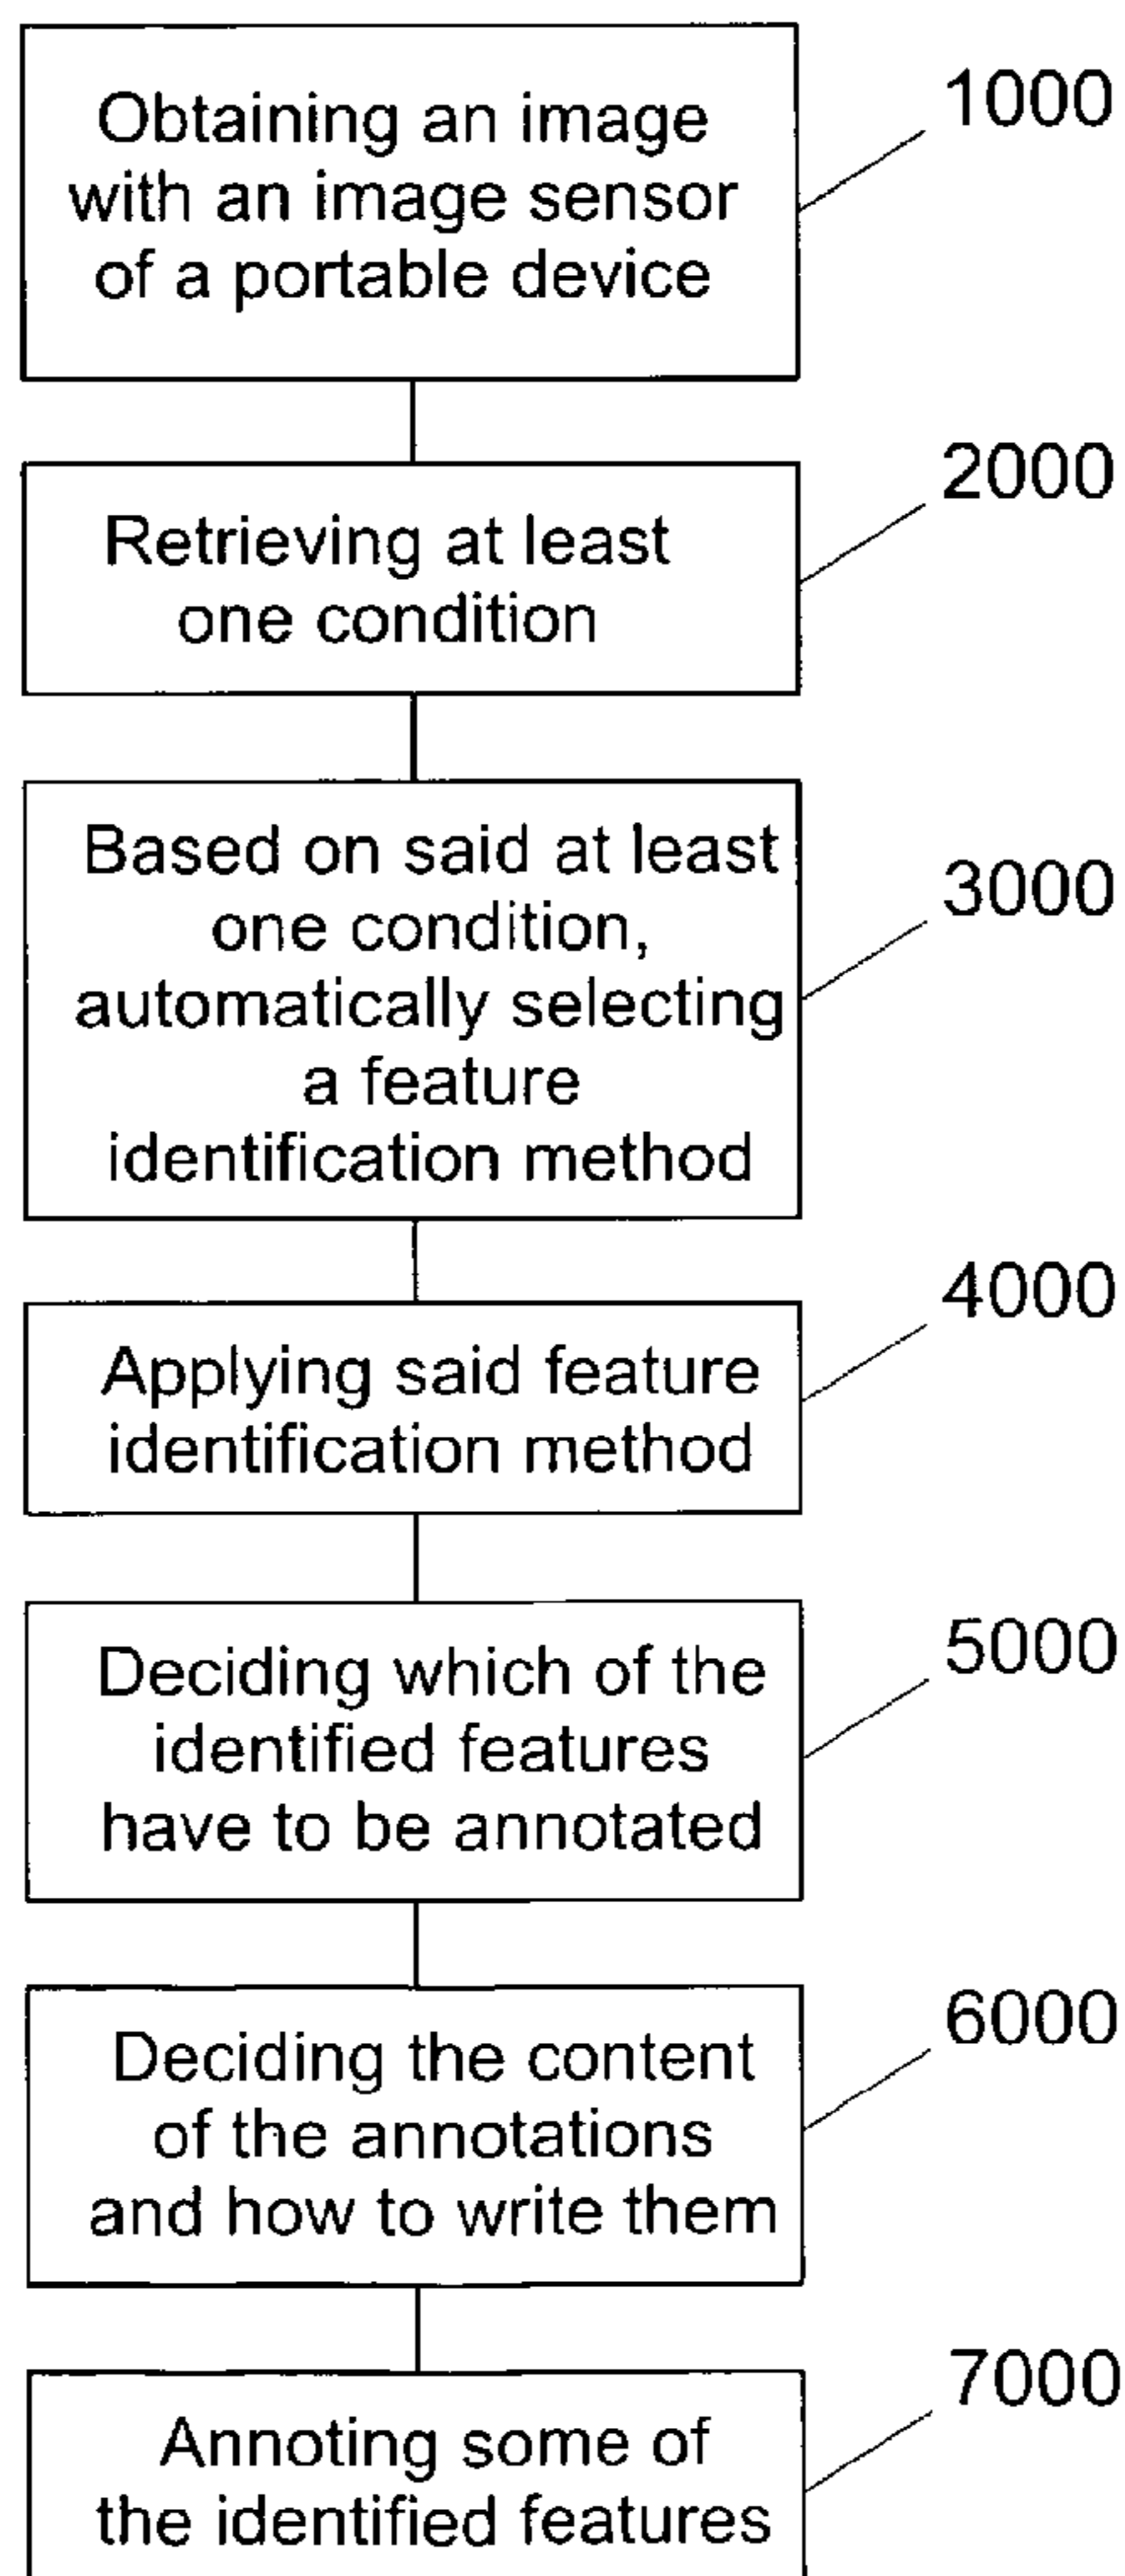 Obtaining an image
with an image sensor
of a portable device
1000
Retrieving at least
one condition
2000
Based on said at least
one condition,
automatically selecting
a feature
identification method
3000
Applying said feature
identification method
4000
Deciding which of the
identified features
have to be annotated
5000
Deciding the content
of the annotations
and how to write them
6000
Annoting some of
the identified features
7000